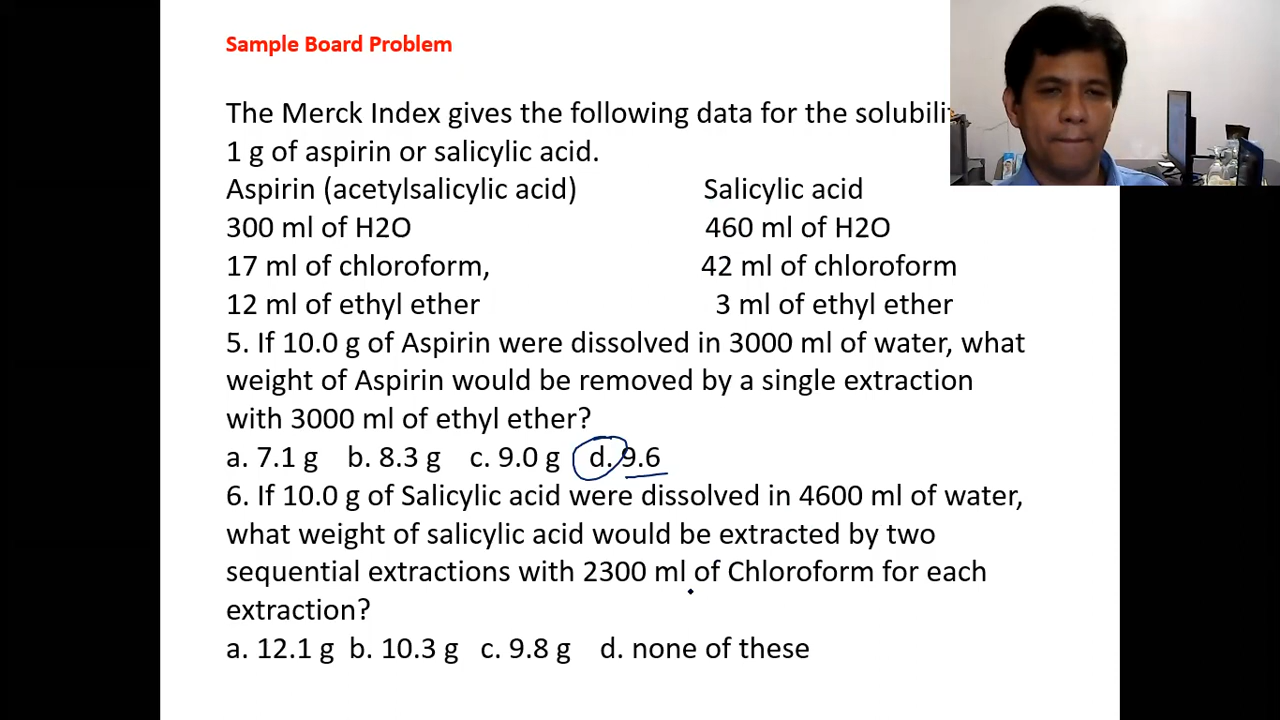 Sample Board Problem
The Merck Index gives the following data for the
1 g of aspirin or salicylic acid.
Aspirin (acetylsalicylic acid) Salicylic acid
300 ml of H2O 460 ml of H2O
17 ml of chloroform, 42 ml of chloroform
12 ml of ethyl ether 3 ml of ethyl ether
5. If 10.0 g of Aspirin were dissolved in 3000 ml of water, what
weight of Aspirin would be removed by a single extraction
with 3000 ml of ethyl ether?
a. 7.1 g b. 8.3 g c. 9.0 g d. 9.6
6. If 10.0 g of Salicylic acid were dissolved in 4600 ml of water,
what weight of salicylic acid would be extracted by two
sequential extractions with 2300 ml of Chloroform for each
extraction?
a. 12.1 g b. 10.3 g c. 9.8 g d. none of these